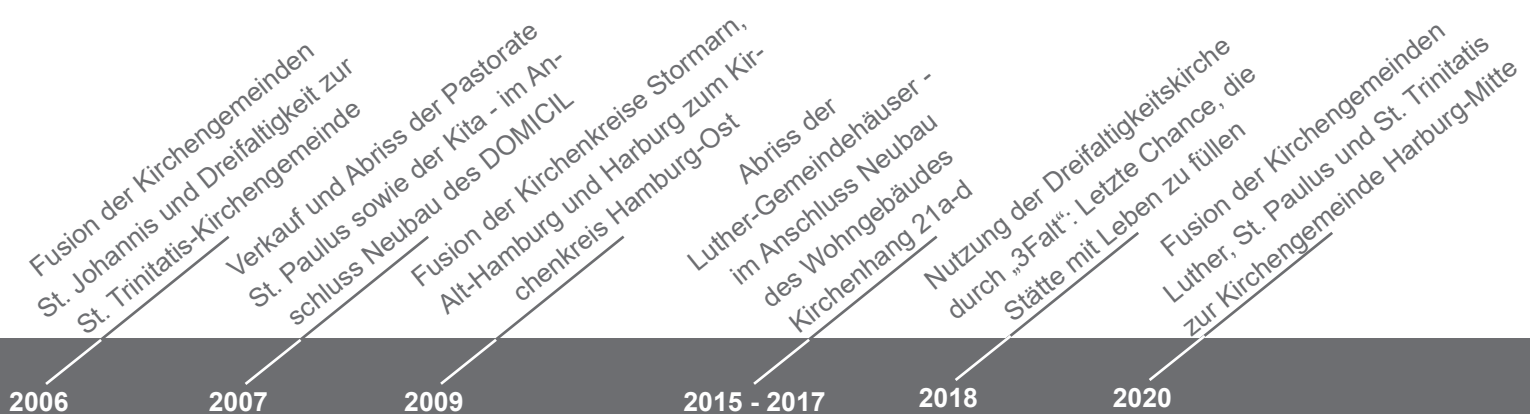 Fusion der Kirchengemeinden
St. Johannis und Dreifaltigkeit zur
St. Trinitatis-Kirchengemeinde
2006
Verkauf und Abriss der Pastorate
St. Paulus sowie der Kita - im An-
schluss Neubau des DOMICIL
2007
Fusion der Kirchenkreise Stormarn,
Alt-Hamburg und Harburg zum Kir-
chenkreis Hamburg-Ost
2009
Abriss der
Luther-Gemeindehäuser -
im Anschluss Neubau
des Wohngebäudes
Kirchenhang 21a-d
2015 - 2017
Nutzung der Dreifaltigkeitskirche
durch „3Falt“: Letzte Chance, die
Stätte mit Leben zu füllen
2018
Fusion der Kirchengemeinden
Luther, St. Paulus und St. Trinitatis
zur Kirchengemeinde Harburg-Mitte
2020